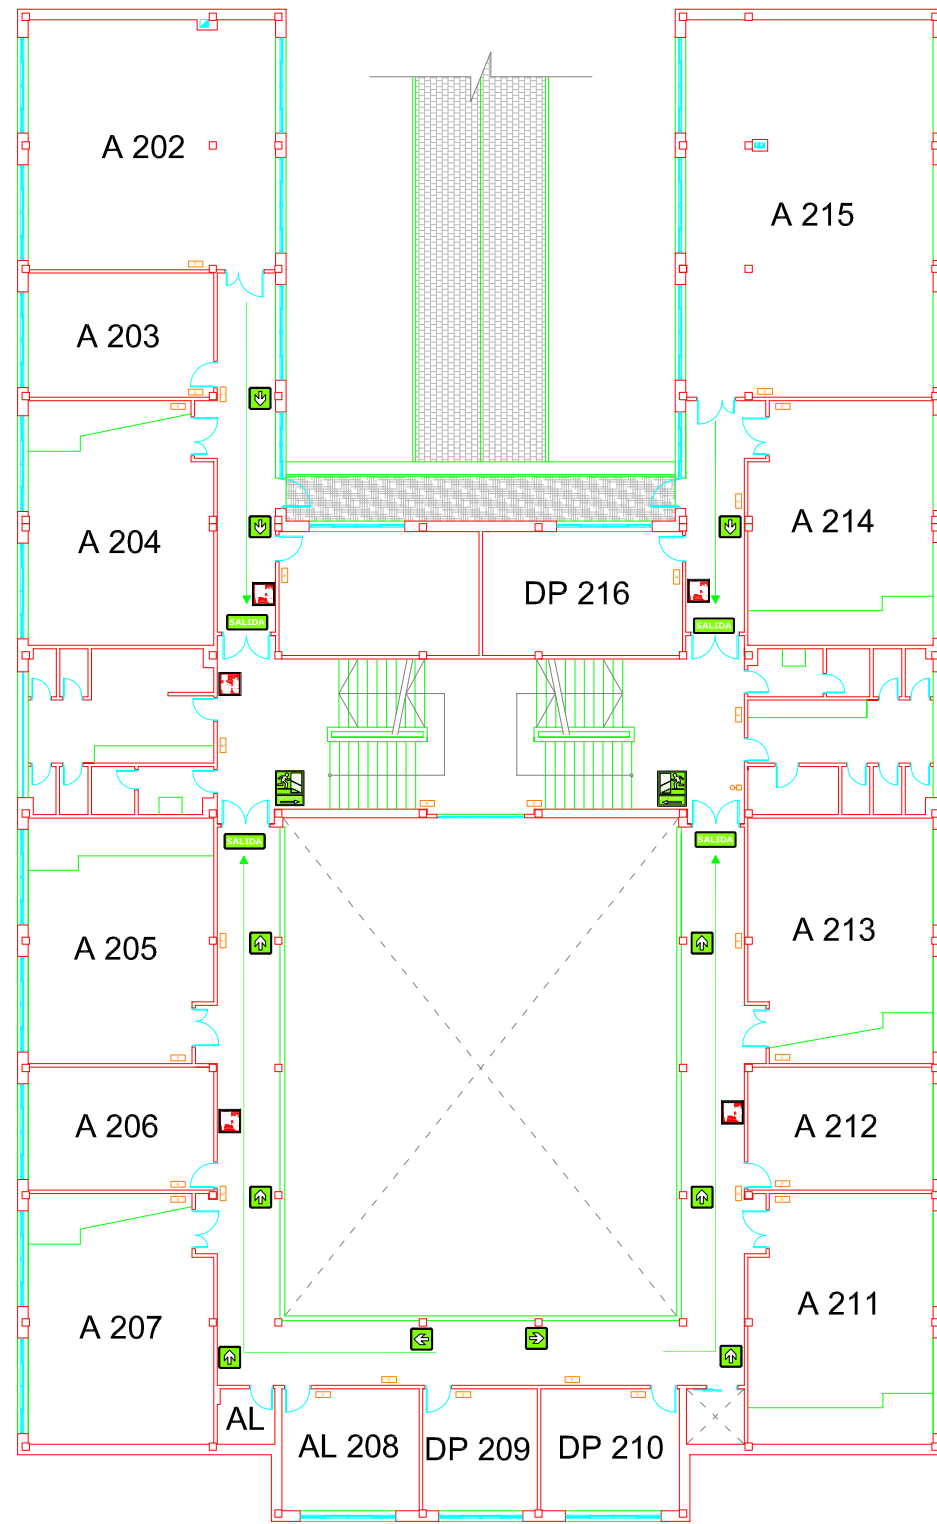 A 202
A 215
A 203
A 204
A 214
DP 216
SALIDA
SALIDA
SALIDA
SALIDA
A 205
A 213
A 206
A 212
A 207
A 211
AL
AL 208
DP 209
DP 210